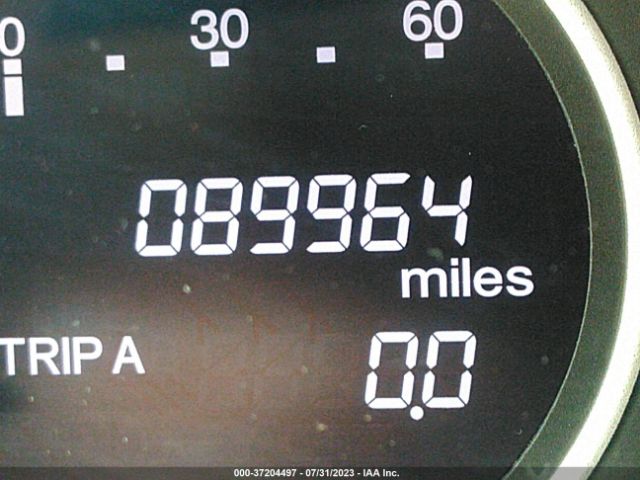 0 30 60
089964
miles
TRIP A 0.0
000-37204497 - 07/31/2023 - IAA Inc.